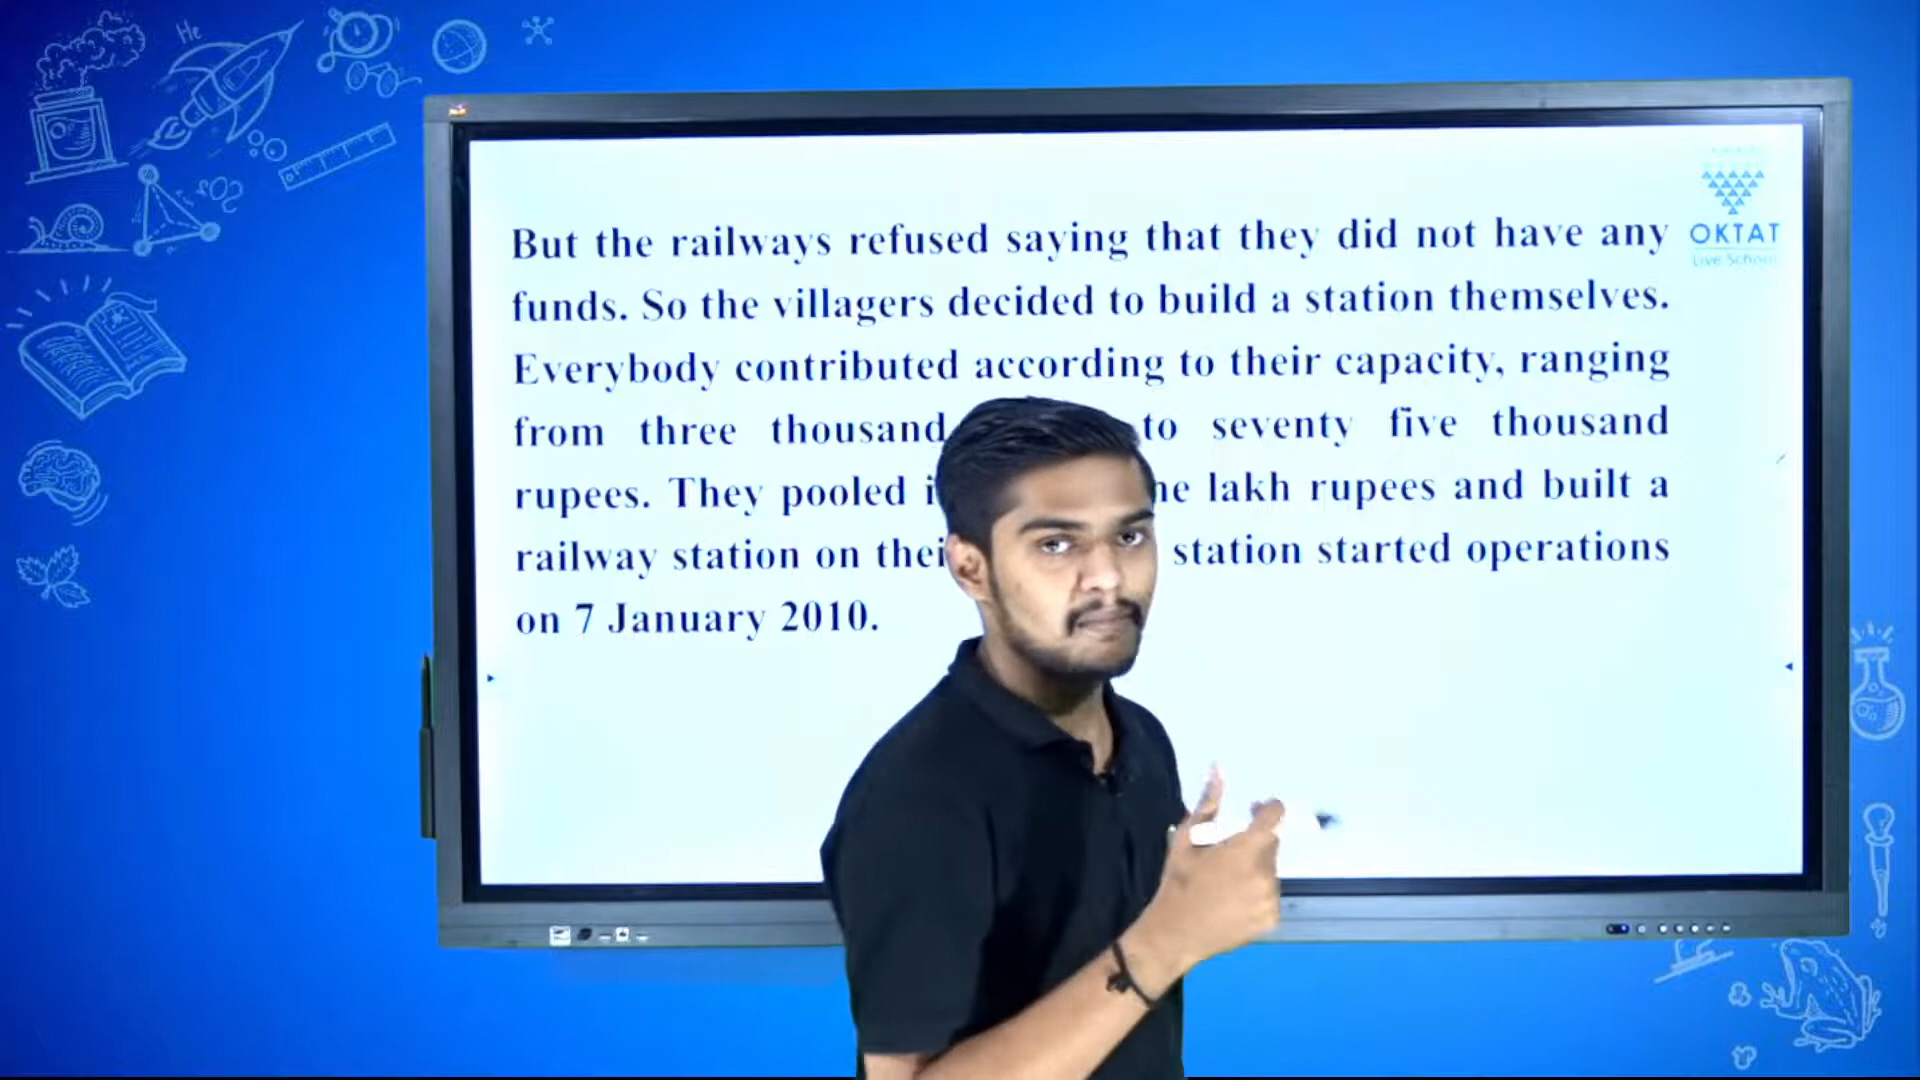 But the railways refused saying that they did not have any
funds. So the villagers decided to build a station themselves.
Everybody contributed according to their capacity, ranging
from three thousand to seventy five thousand
rupees. They pooled lakh rupees and built a
railway station on station started operations
on 7 January 2010.
OKTAT
Live School
He